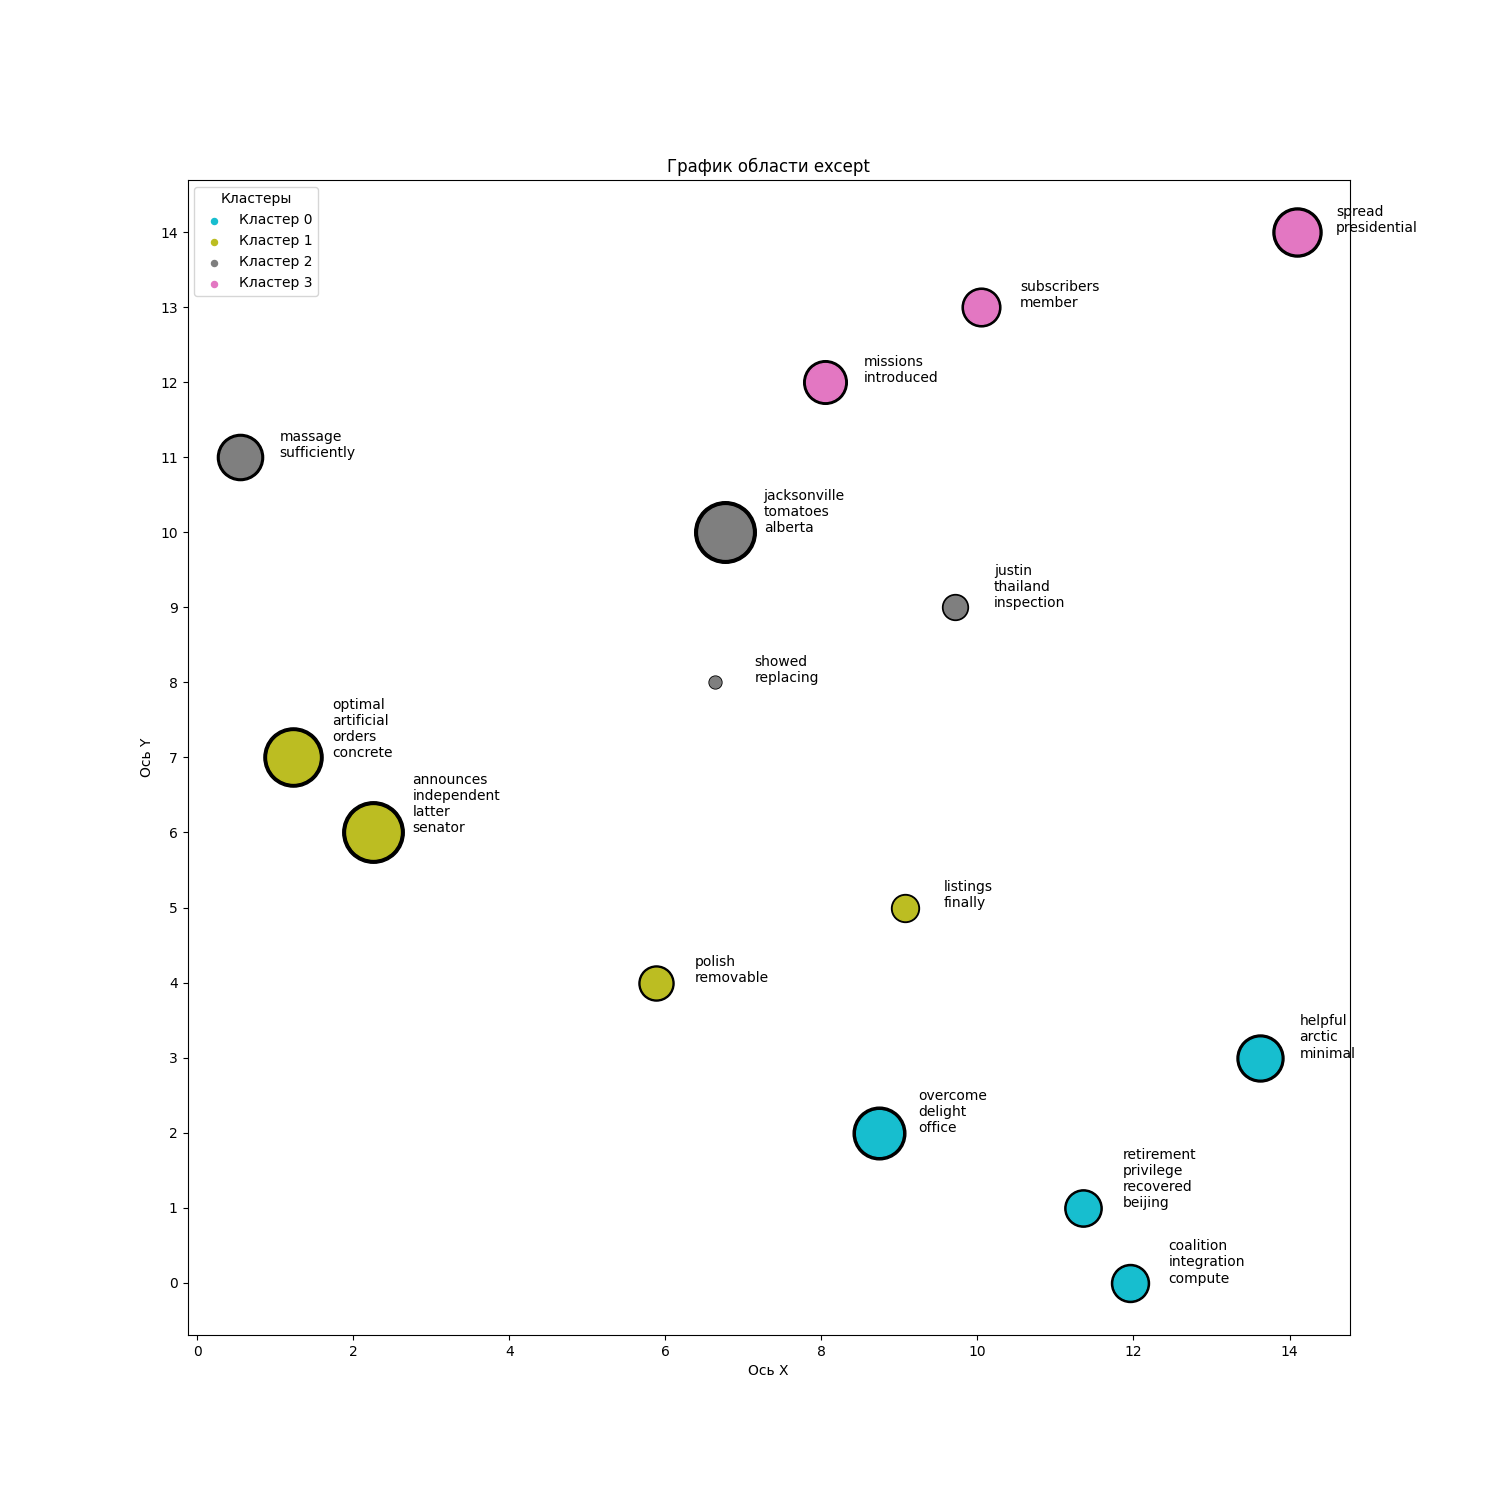 График области except
Кластеры
Кластер 0
Кластер 1
Кластер 2
Кластер 3
spread
presidential
subscribers
member
missions
introduced
massage
sufficiently
jacksonville
tomatoes
alberta
justin
thailand
inspection
showed
replacing
optimal
artificial
orders
concrete
announces
independent
latter
senator
listings
finally
polish
removable
helpful
arctic
minimal
overcome
delight
office
retirement
privilege
recovered
beijing
coalition
integration
compute
14
13
12
11
10
9
8
7
6
5
4
3
2
1
0
Ось Y
0
2
4
6
8
10
12
14
Ось X